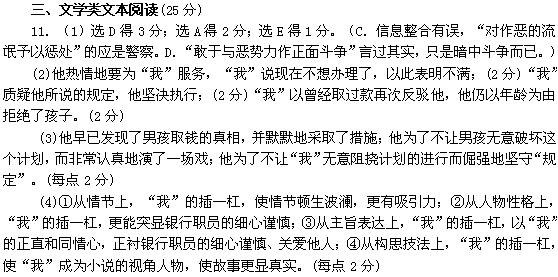 三、文学类文本阅读(25 分)
11.(1)选 D 得 3 分；选 A 得 2 分；选 E 得 1 分。(C.信息整合有误，“对作恶的流
氓予以惩处”的应是警察。D.“敢于与恶势力作正面斗争”言过其实，只是暗中斗争而已。)
(2)他热情地要为“我”服务，“我”说现在不想办理了，以此表明不满；(2 分)“我”
质疑他所说的规定，他坚决执行；(2 分)“我”以曾经取过款再次反驳他，他仍以年龄为由
拒绝了孩子。(2 分)
(3)他早已发现了男孩取钱的真相，并默默地采取了措施；他为了不让男孩无意破坏这
个计划，而非常认真地演了一场戏；他为了不让“我”无意阻挠计划的进行而倔强地坚守“规
定”。(每点 2 分)
(4)①从情节上，“我”的插一杠，使情节顿生波澜，更有吸引力；②从人物性格上，
“我”的插一杠，更能突显银行职员的细心谨慎；③从主旨表达上，“我”的插一杠，以“我”
的正直和同情心，正衬银行职员的细心谨慎、关爱他人；④从构思技法上，“我”的插一杠，
使“我”成为小说的视角人物，使故事更显真实。(每点 2 分)